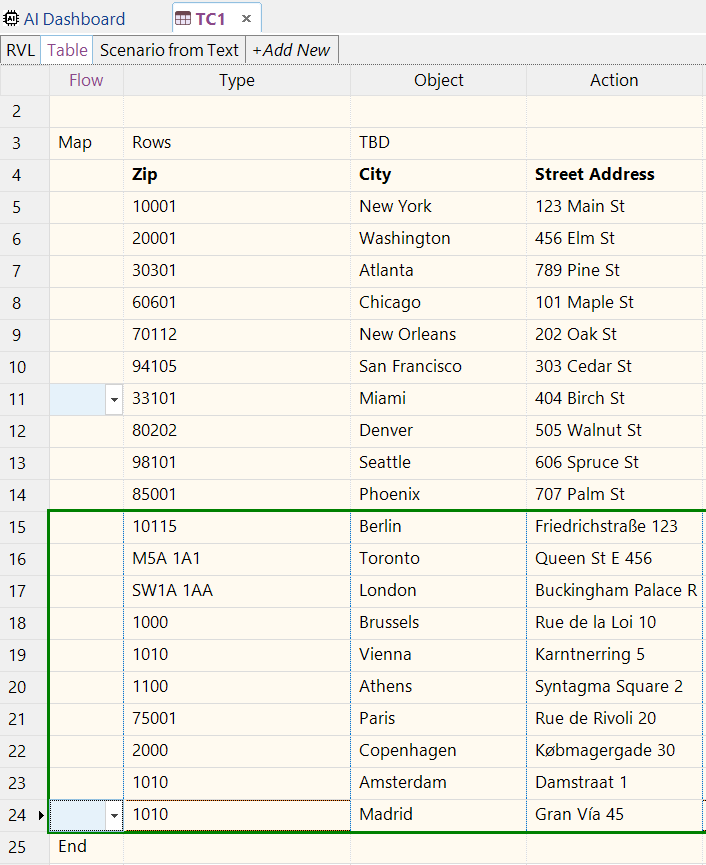 AI AI Dashboard TC1 ×
RVL Table Scenario from Text +Add New
Flow Type Object Action
2
3 Map Rows TBD
4 Zip City Street Address
5 10001 New York 123 Main St
6 20001 Washington 456 Elm St
7 30301 Atlanta 789 Pine St
8 60601 Chicago 101 Maple St
9 70112 New Orleans 202 Oak St
10 94105 San Francisco 303 Cedar St
11 33101 Miami 404 Birch St
12 80202 Denver 505 Walnut St
13 98101 Seattle 606 Spruce St
14 85001 Phoenix 707 Palm St
15 10115 Berlin Friedrichstraße 123
16 M5A 1A1 Toronto Queen St E 456
17 SW1A 1AA London Buckingham Palace R
18 1000 Brussels Rue de la Loi 10
19 1010 Vienna Karntnerring 5
20 1100 Athens Syntagma Square 2
21 75001 Paris Rue de Rivoli 20
22 2000 Copenhagen Købmagergade 30
23 1010 Amsterdam Damstraat 1
24 1010 Madrid Gran Vía 45
25 End